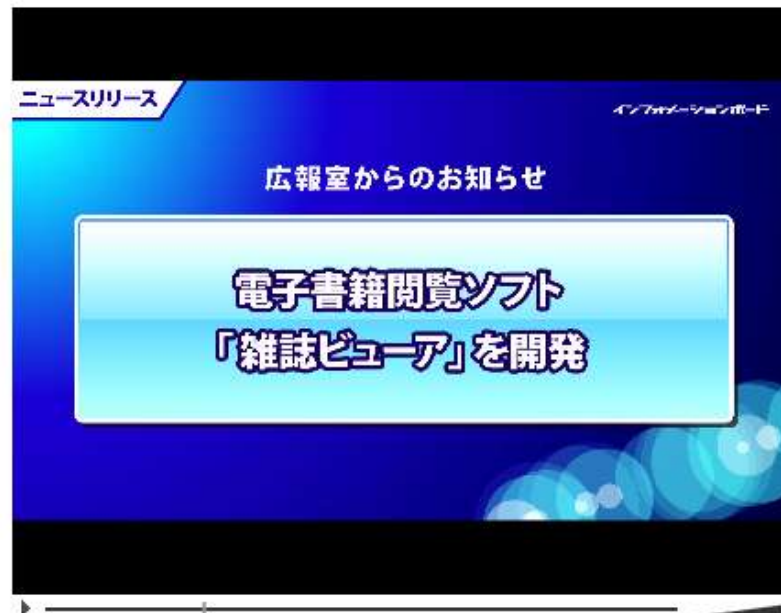 ニュースリリース
インフォメーションボード
広報室からのお知らせ
電子書籍閲覧ソフト
「雑誌ビューア」を開発